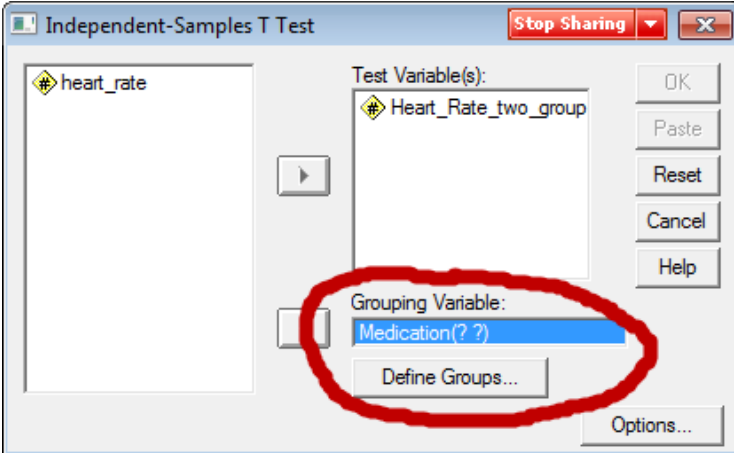 Independent-Samples T Test
Stop Sharing
heart_rate
Test Variable(s):
Heart_Rate_two_group
OK
Paste
Reset
Cancel
Help
Grouping Variable:
Medication(? ?)
Define Groups...
Options...